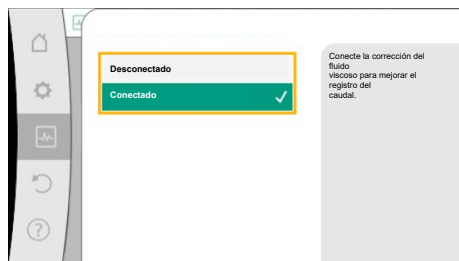 Desconectado
Conectado
Conecte la corrección del
fluido
viscoso para mejorar el
registro del
caudal.
?